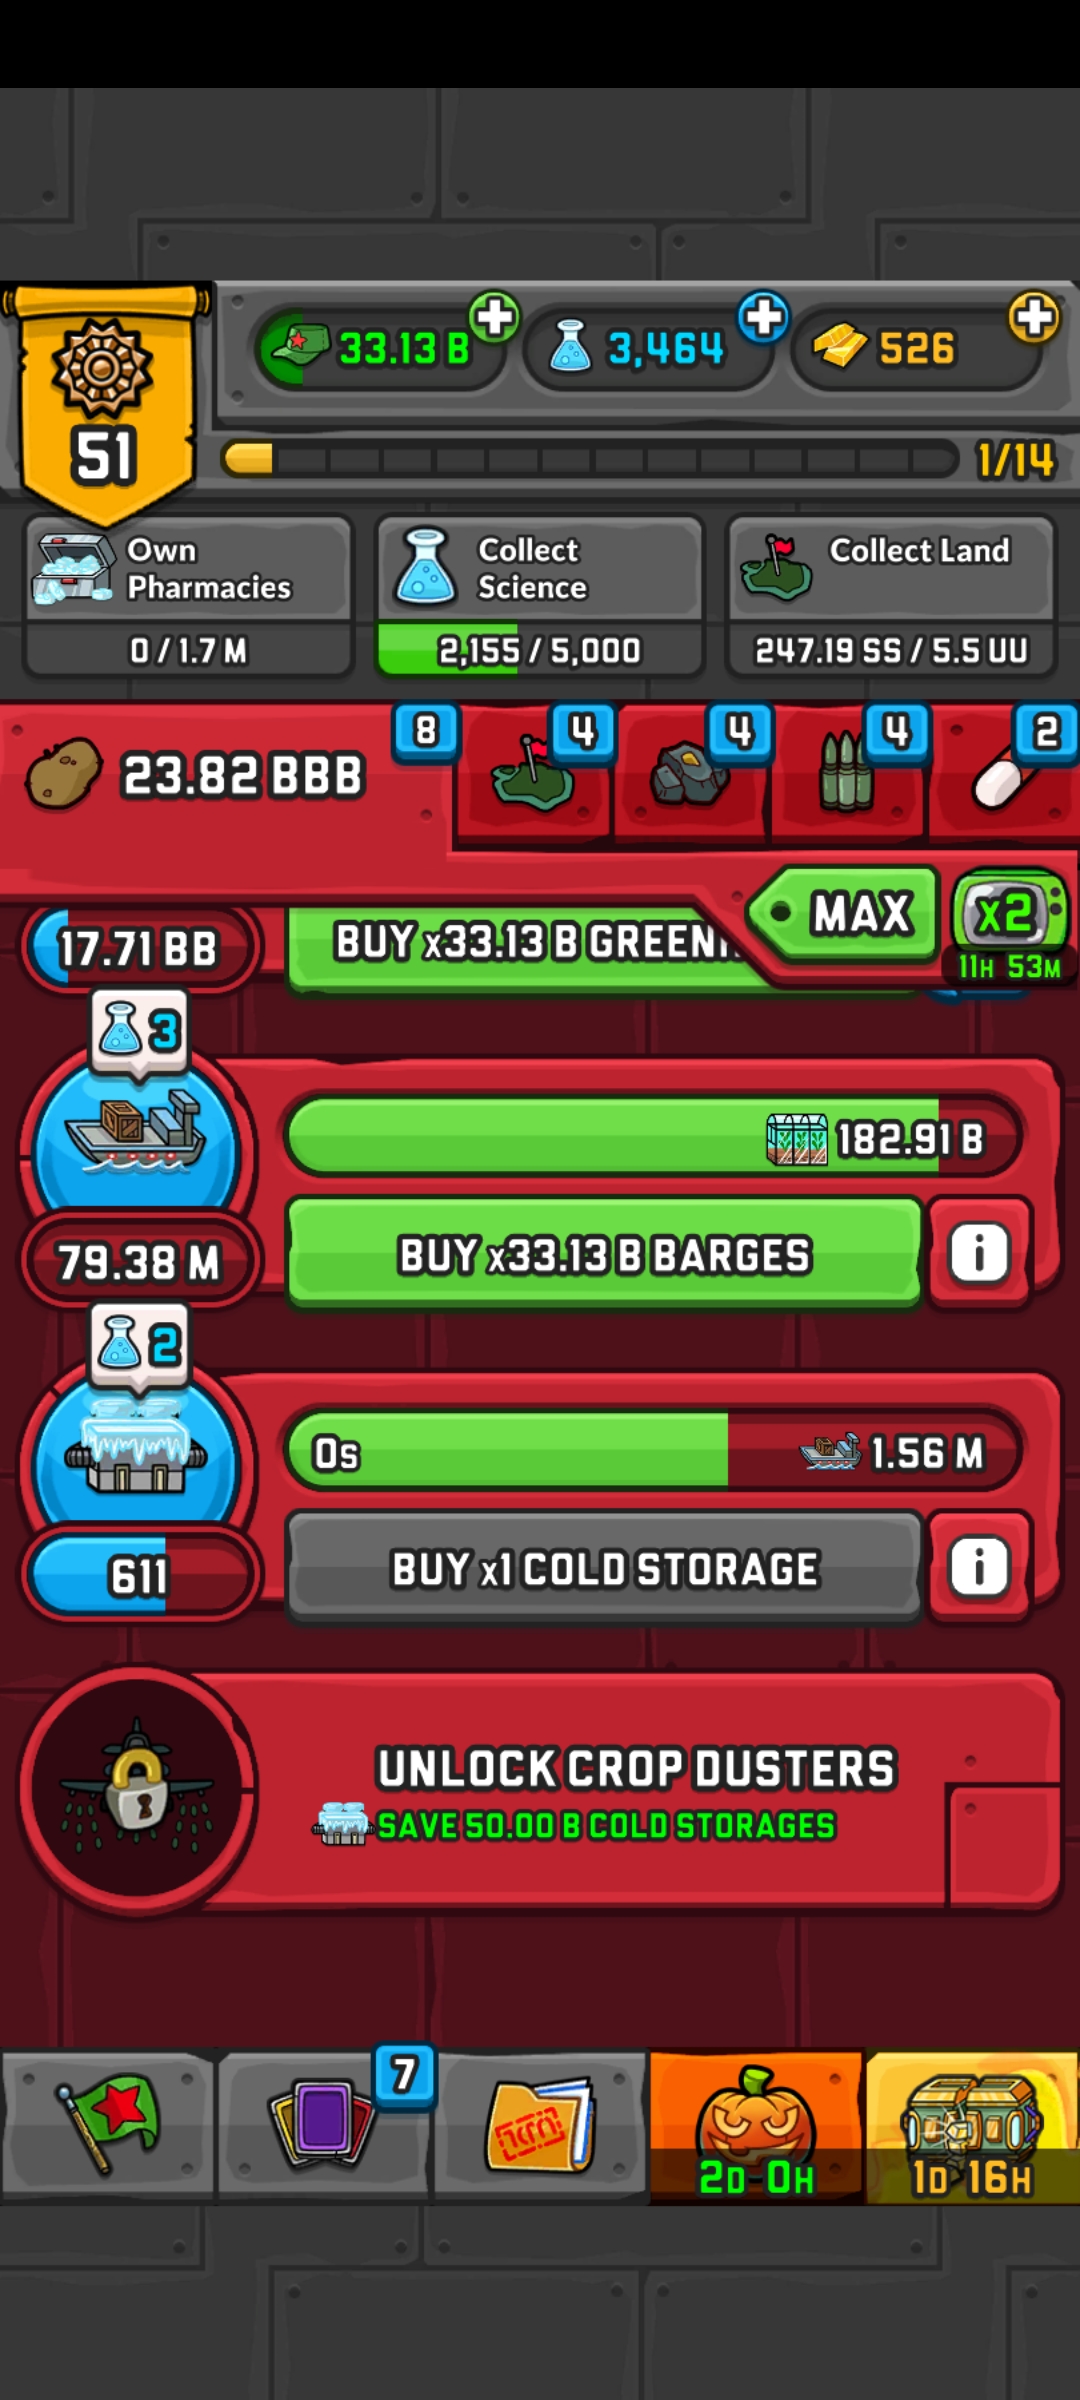 33.13 B
3,464
526
51
1/14
Own
Pharmacies
0 / 1.7 M
Collect
Science
2,155 / 5,000
Collect Land
247.19 SS / 5.5 UU
23.82 BBB
8
4
4
4
2
MAX
x2
11H 53M
17.71 BB
BUY x33.13 B GREENH...
3
182.91 B
79.38 M
BUY x33.13 B BARGES
i
2
0s
1.56 M
611
BUY x1 COLD STORAGE
i
UNLOCK CROP DUSTERS
SAVE 50.00 B COLD STORAGES
7
2D 0H
1D 16H